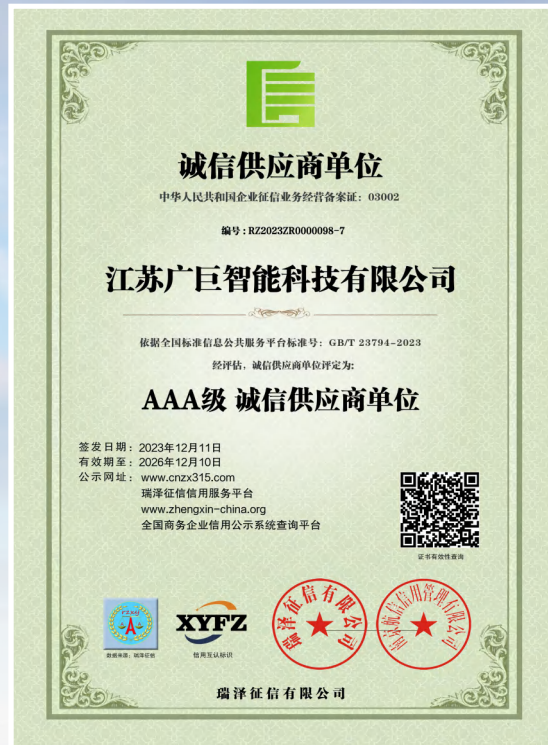 诚信供应商单位
中华人民共和国企业征信业务经营备案证：03002
编号：RZ2023ZR0000098-7
江苏广巨智能科技有限公司
依据全国标准信息公共服务平台标准号：GB/T 23794-2023
经评估，诚信供应商单位评定为:
AAA级 诚信供应商单位
签发日期：2023年12月11日
有效期至：2026年12月10日
公示网址：www.cnzx315.com
瑞泽征信信用服务平台
www.zhengxin-china.org
全国商务企业信用公示系统查询平台
证书有效性查询
A
数据来源：瑞泽征信
XYFZ
信用互认标识
瑞泽征信有限公司
瑞泽征信有限公司